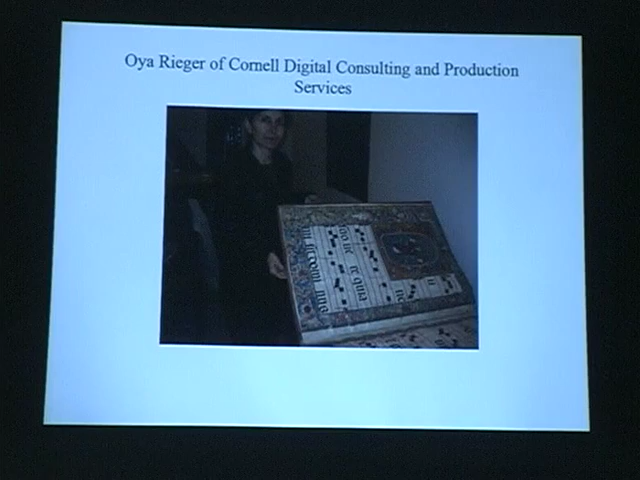 Oya Rieger of Cornell Digital Consulting and Production
Services